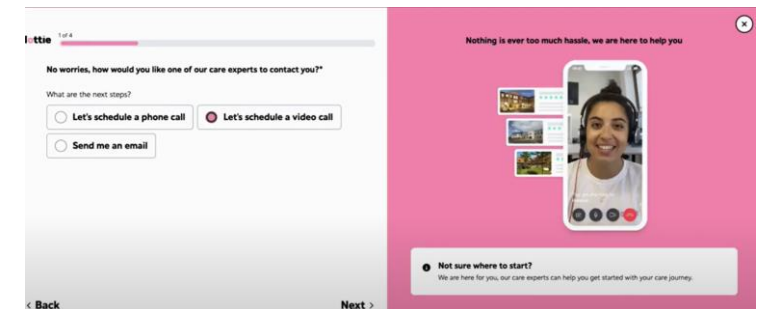 lottie
1 of 4
No worries, how would you like one of our care experts to contact you?*
What are the next steps?
Let's schedule a phone call
Let's schedule a video call
Send me an email
< Back
Next >
Nothing is ever too much hassle, we are here to help you
Not sure where to start?
We are here for you, our care experts can help you get started with your care journey.